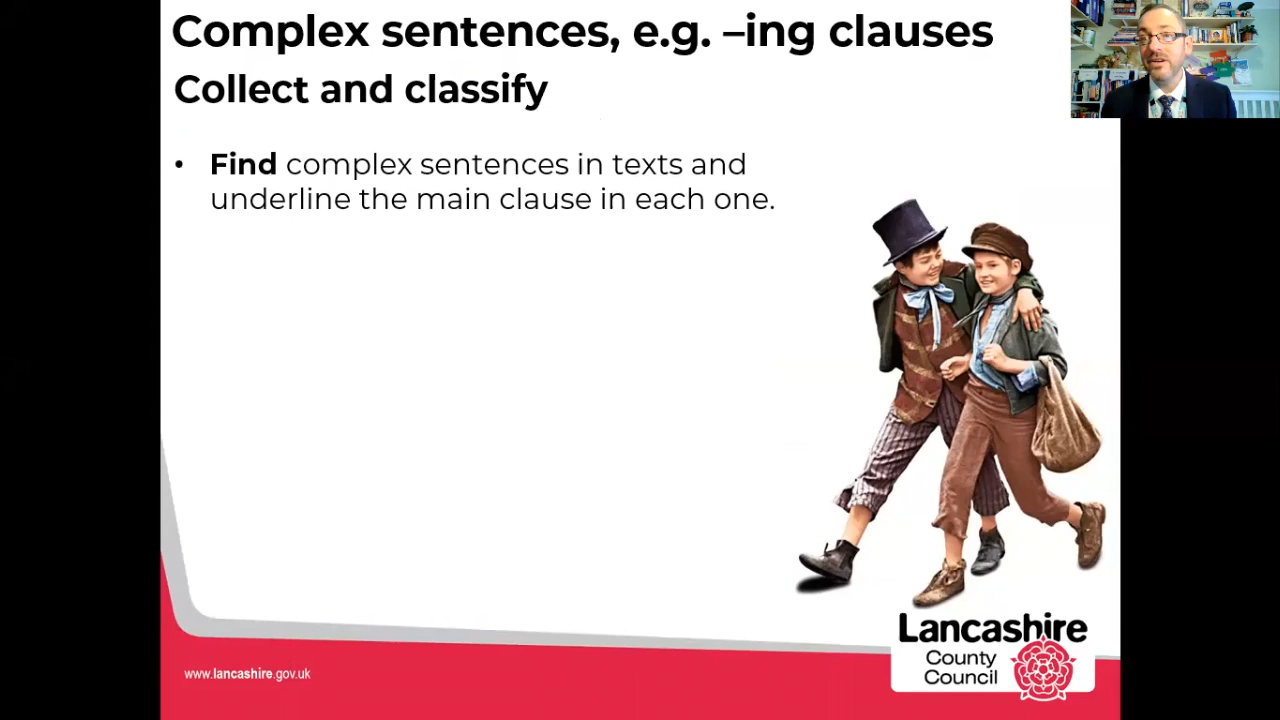 Complex sentences, e.g. –ing clauses
Collect and classify
• Find complex sentences in texts and
underline the main clause in each one.
Lancashire
County
Council
www.lancashire.gov.uk